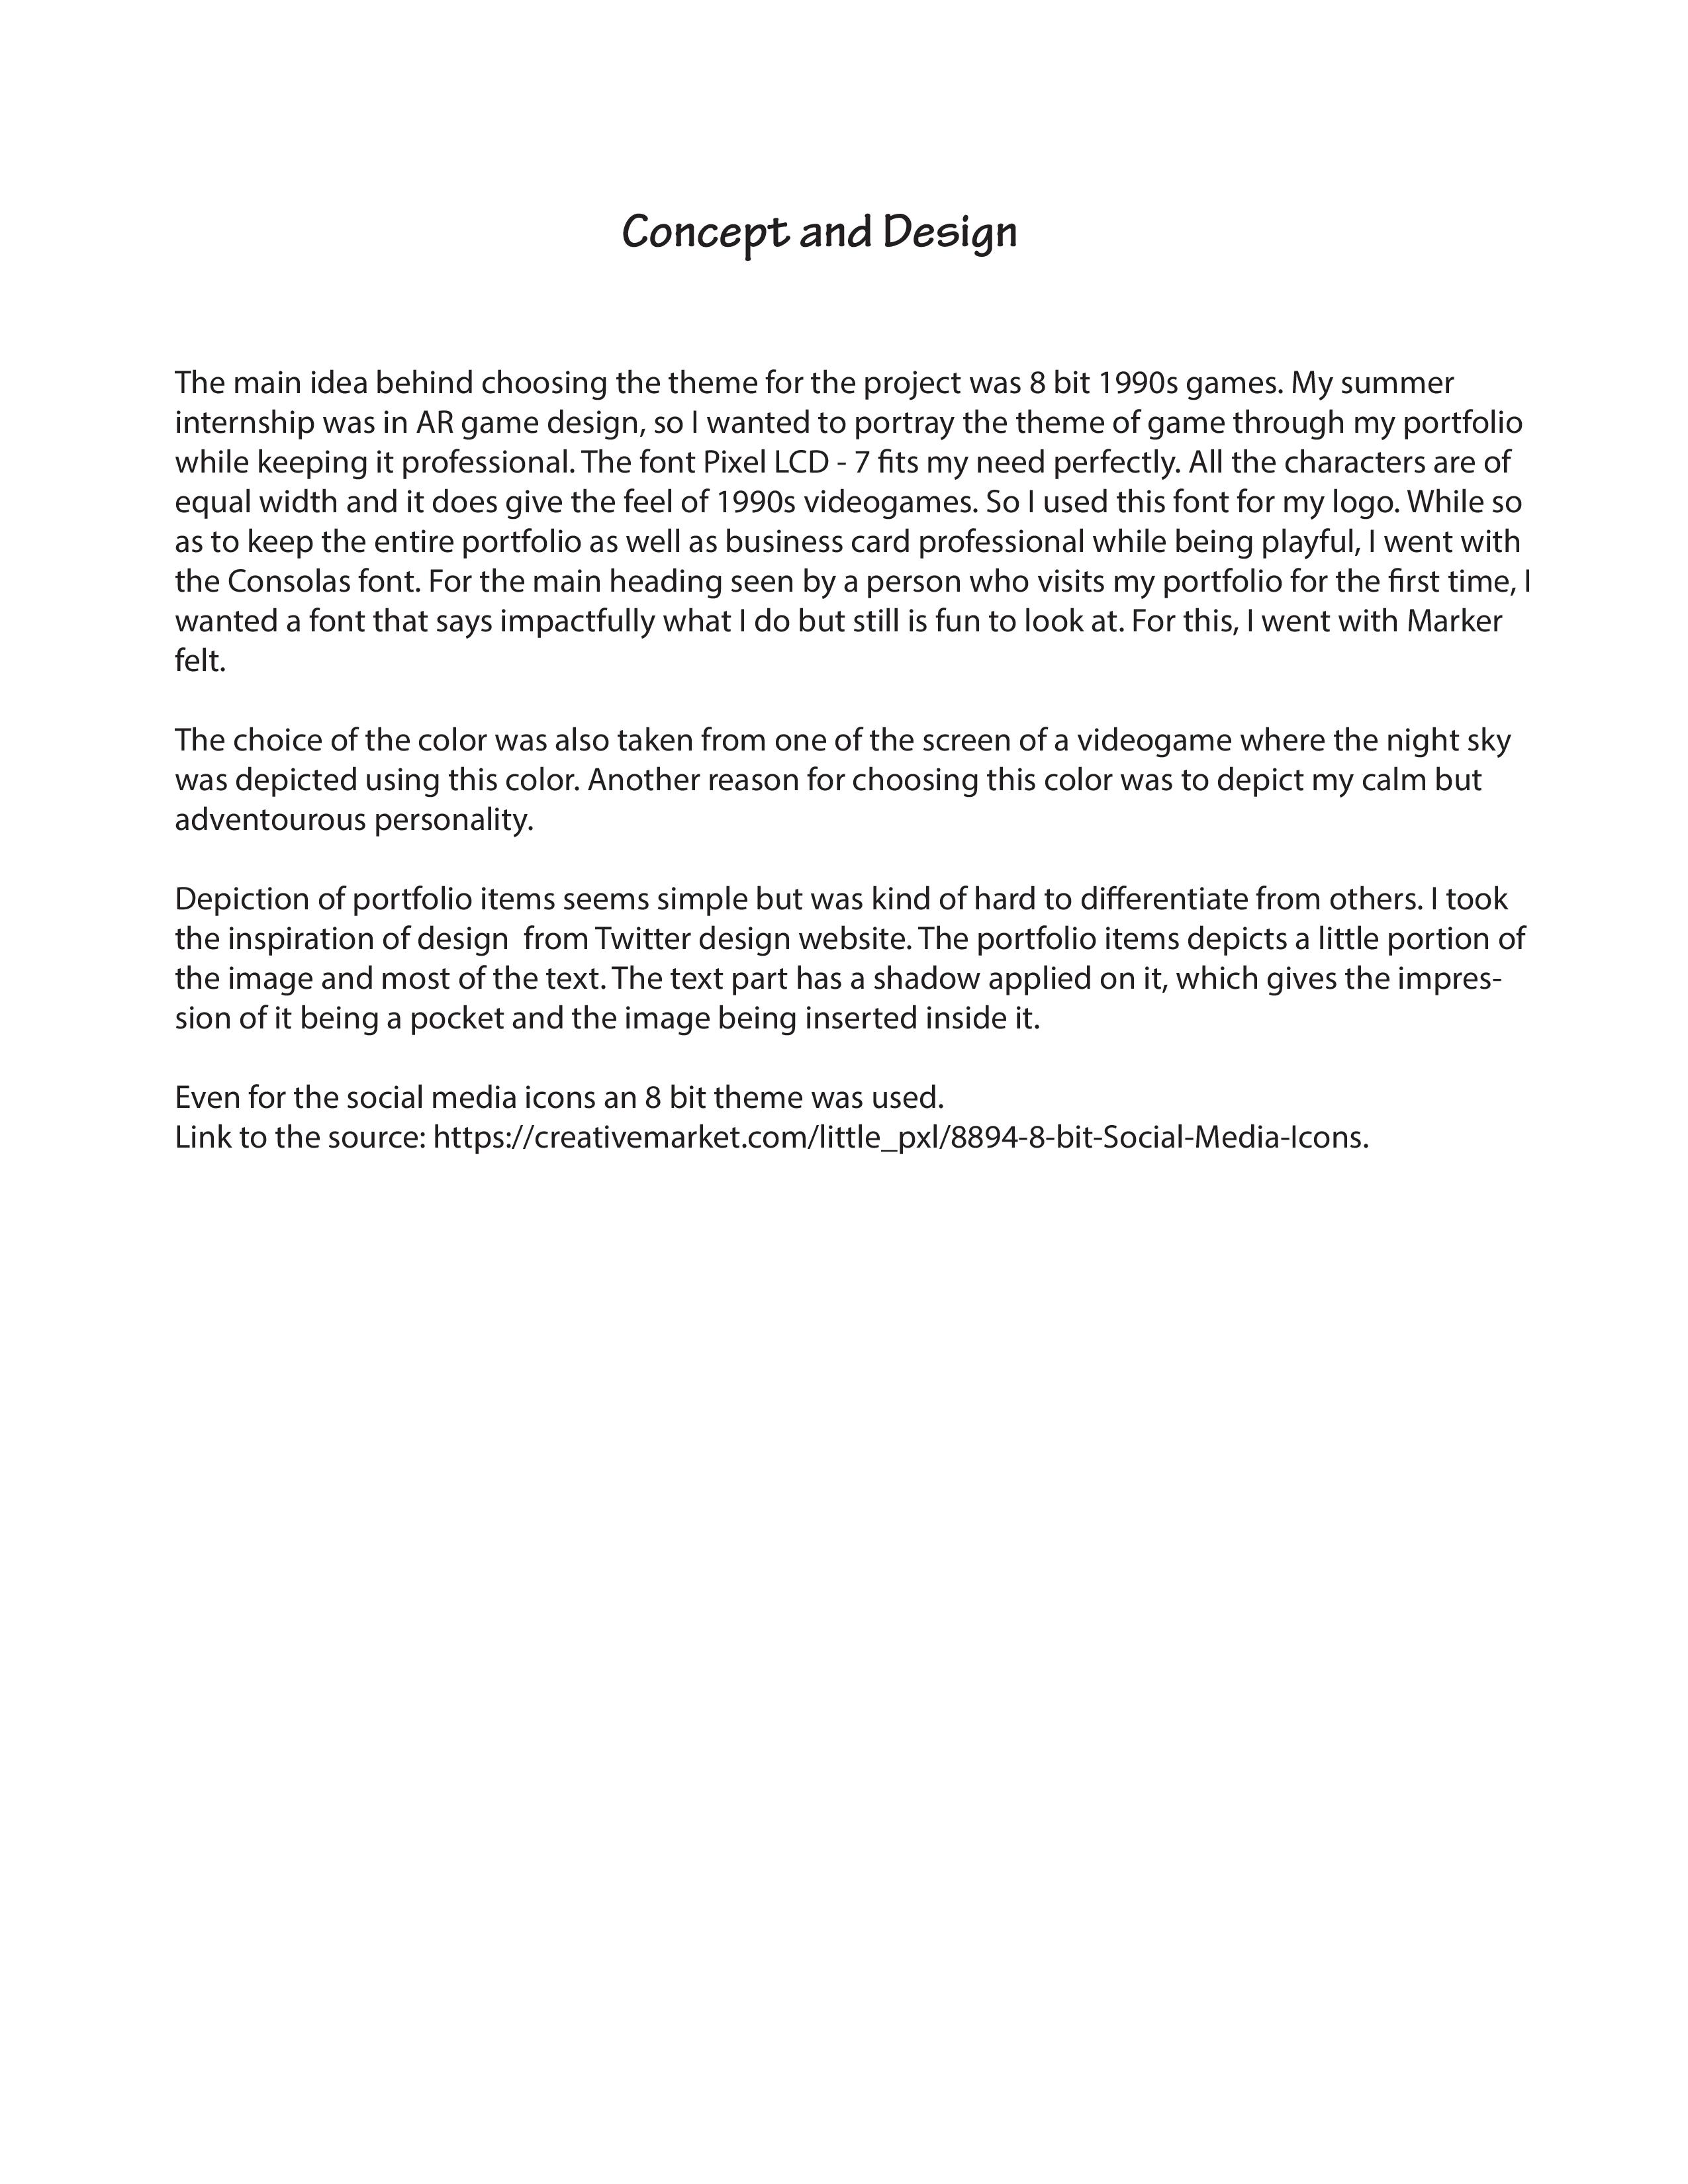 Concept and Design
The main idea behind choosing the theme for the project was 8 bit 1990s games. My summer
internship was in AR game design, so I wanted to portray the theme of game through my portfolio
while keeping it professional. The font Pixel LCD - 7 fits my need perfectly. All the characters are of
equal width and it does give the feel of 1990s videogames. So I used this font for my logo. While so
as to keep the entire portfolio as well as business card professional while being playful, I went with
the Consolas font. For the main heading seen by a person who visits my portfolio for the first time, I
wanted a font that says impactfully what I do but still is fun to look at. For this, I went with Marker
felt.
The choice of the color was also taken from one of the screen of a videogame where the night sky
was depicted using this color. Another reason for choosing this color was to depict my calm but
adventourous personality.
Depiction of portfolio items seems simple but was kind of hard to differentiate from others. I took
the inspiration of design  from Twitter design website. The portfolio items depicts a little portion of
the image and most of the text. The text part has a shadow applied on it, which gives the impres-
sion of it being a pocket and the image being inserted inside it.
Even for the social media icons an 8 bit theme was used.
Link to the source: https://creativemarket.com/little_pxl/8894-8-bit-Social-Media-Icons.